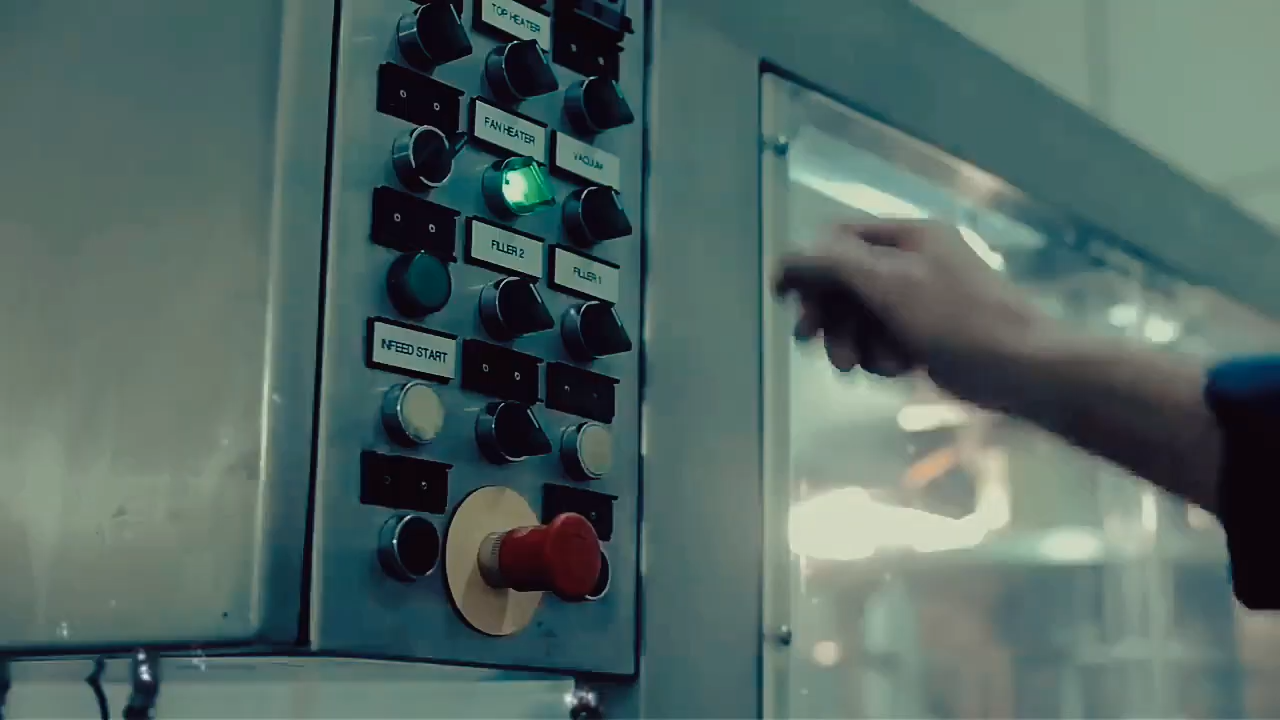 TOP HEATER
FAN HEATER
VACUUM
FILLER 2
FILLER 1
INFEED START